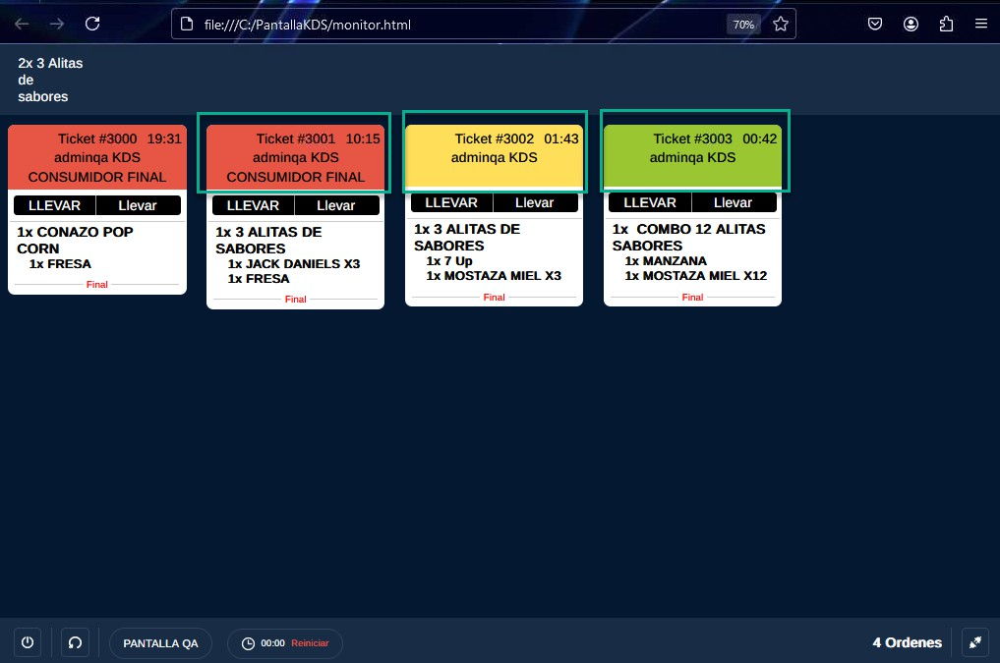 file:///C:/PantallaKDS/monitor.html
70%
2x 3 Alitas
de
sabores
Ticket #3000 19:31
adminqa KDS
CONSUMIDOR FINAL
LLEVAR Llevar
1x CONAZO POP
CORN
1x FRESA
Final
Ticket #3001 10:15
adminqa KDS
CONSUMIDOR FINAL
LLEVAR Llevar
1x 3 ALITAS DE
SABORES
1x JACK DANIELS X3
1x FRESA
Final
Ticket #3002 01:43
adminqa KDS
LLEVAR Llevar
1x 3 ALITAS DE
SABORES
1x 7 Up
1x MOSTAZA MIEL X3
Final
Ticket #3003 00:42
adminqa KDS
LLEVAR Llevar
1x COMBO 12 ALITAS
SABORES
1x MANZANA
1x MOSTAZA MIEL X12
Final
PANTALLA QA
00:00 Reiniciar
4 Ordenes